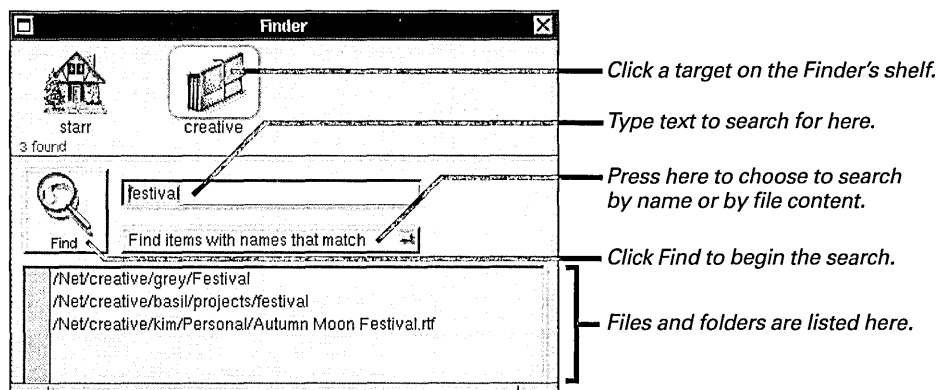 Finder
Click a target on the Finder's shelf.
starr
creative
3 found
Type text to search for here.
festival
Press here to choose to search
by name or by file content.
Find
Find items with names that match
Click Find to begin the search.
/Net/creative/grey/Festival
/Net/creative/basil/projects/festival
/Net/creative/kim/Personal/Autumn Moon Festival.rtf
Files and folders are listed here.